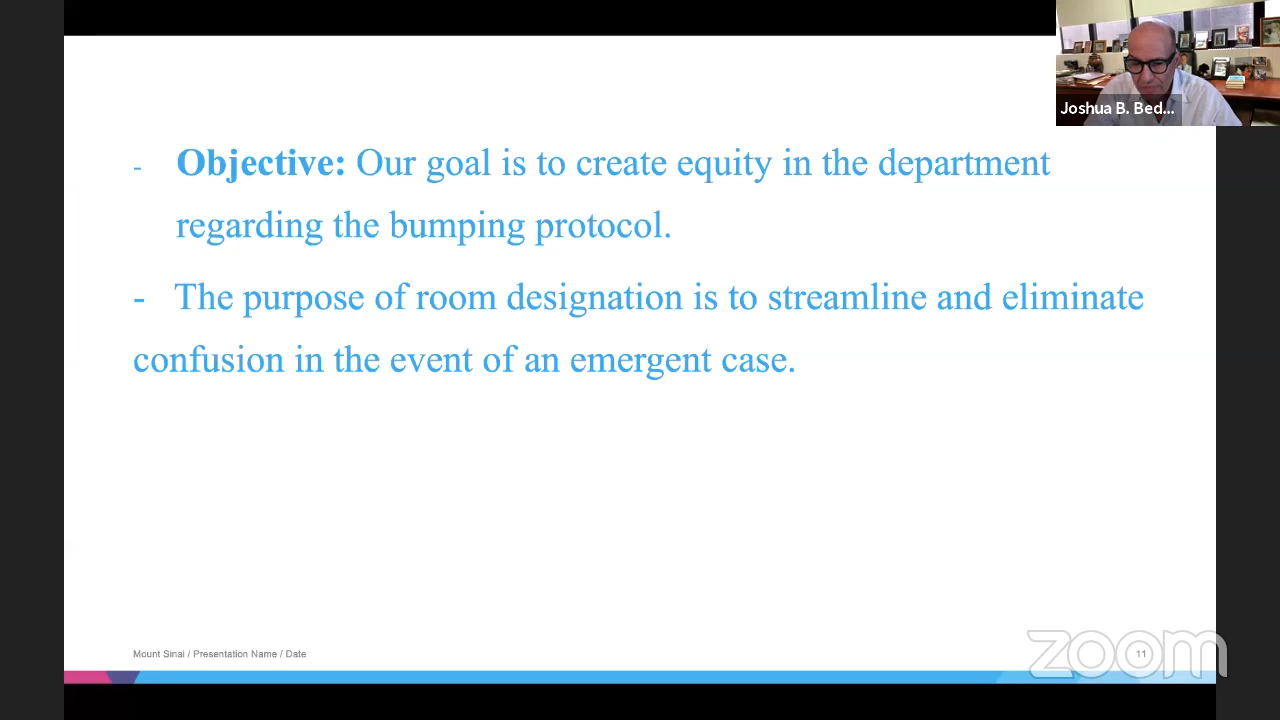 Joshua B. Bed...
- Objective: Our goal is to create equity in the department
regarding the bumping protocol.
- The purpose of room designation is to streamline and eliminate
confusion in the event of an emergent case.
Mount Sinai / Presentation Name / Date
11
zoom